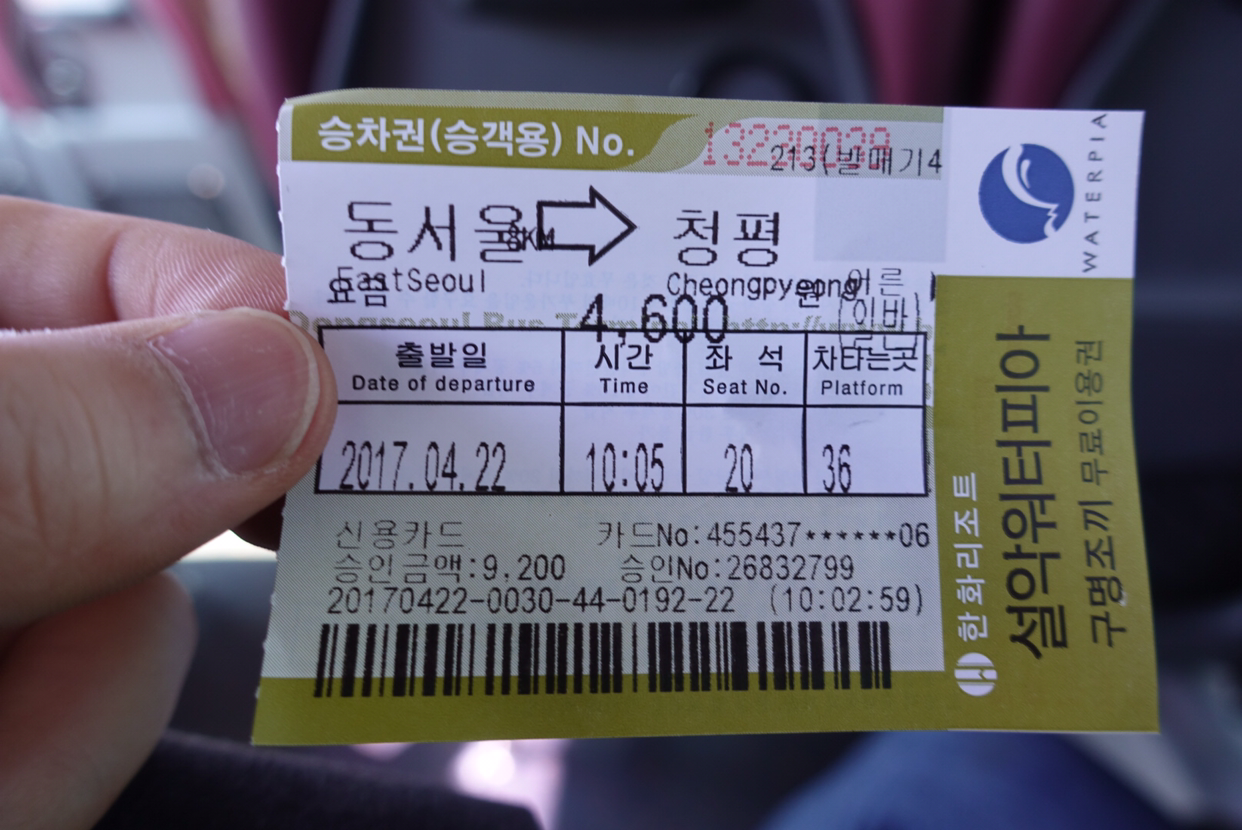 승차권(승객용) No. 13220029
213(발매기4
동서울 ⇨ 청평
8KM
EastSeoul Cheongpyeong
요금 4,600 원 어른
(일반)
출발일 시간 좌 석 차타는곳
Date of departure Time Seat No. Platform
2017.04.22 10:05 20 36
신용카드 카드No:455437******06
승인금액:9,200 승인No:26832799
20170422-0030-44-0192-22 (10:02:59)
WATERPIA
한화리조트
설악워터피아
구명조끼 무료이용권